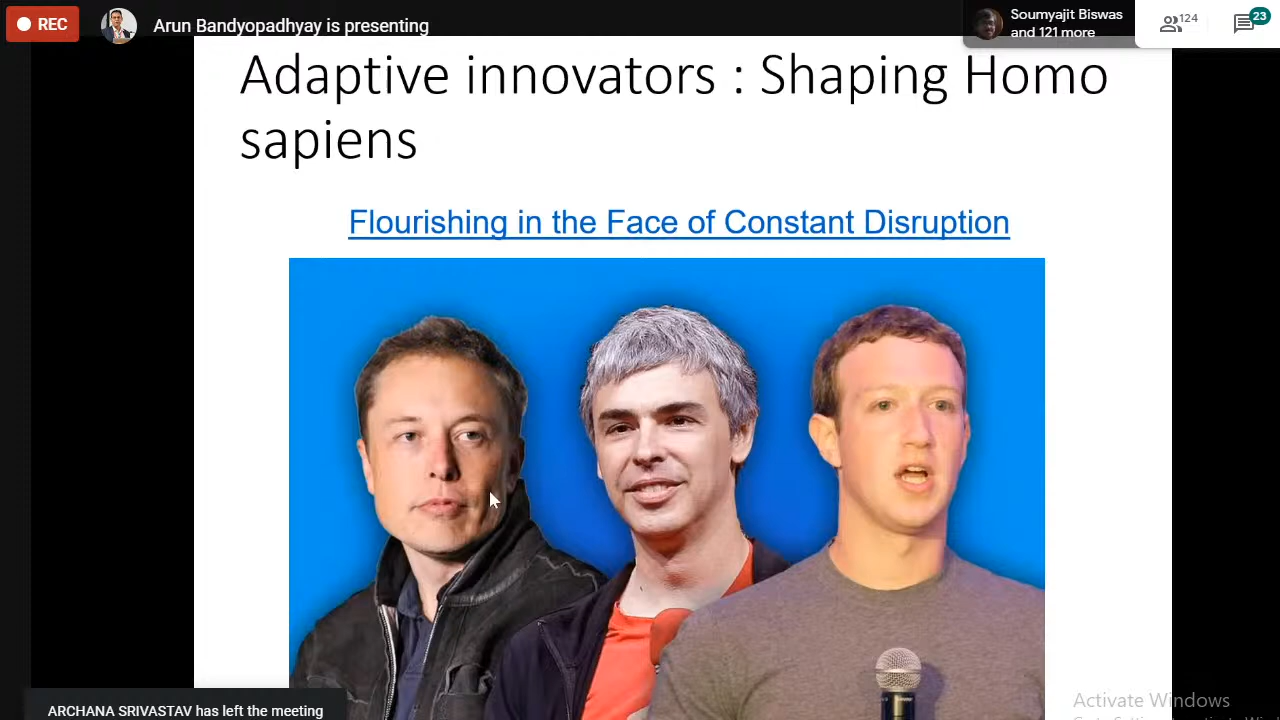 REC
Arun Bandyopadhyay is presenting
Soumyajit Biswas
and 121 more
124
23
Adaptive innovators : Shaping Homo
sapiens
Flourishing in the Face of Constant Disruption
Activate Windows
ARCHANA SRIVASTAV has left the meeting